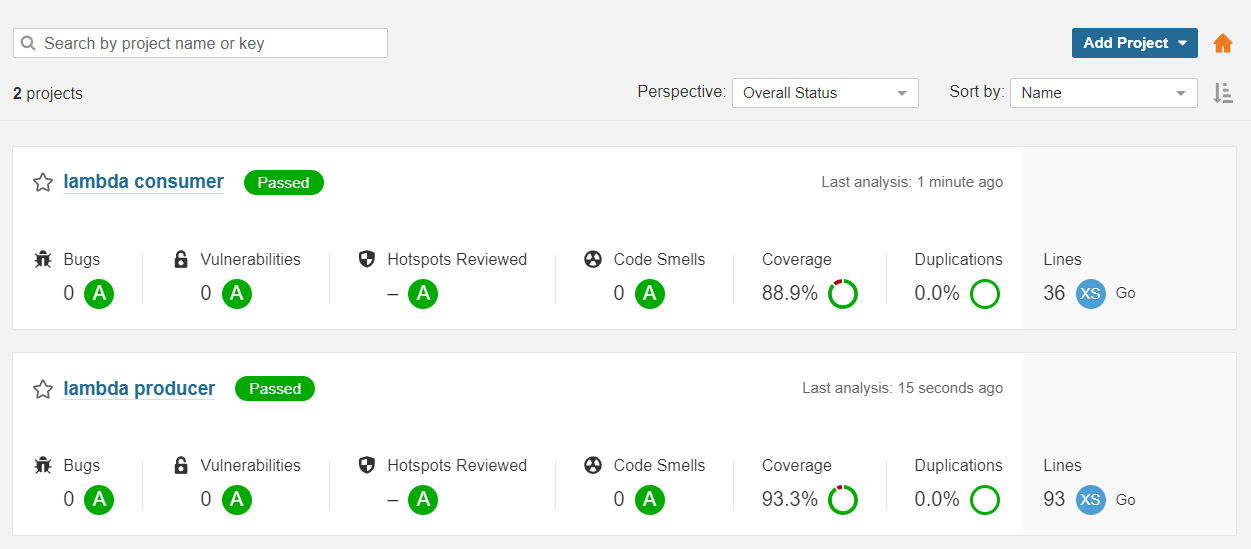 Search by project name or key
Add Project
2 projects
Perspective: Overall Status
Sort by: Name
lambda consumer Passed
Last analysis: 1 minute ago
Bugs Vulnerabilities Hotspots Reviewed Code Smells Coverage Duplications Lines
0 A 0 A – A 0 A 88.9% 0.0% 36 XS Go
lambda producer Passed
Last analysis: 15 seconds ago
Bugs Vulnerabilities Hotspots Reviewed Code Smells Coverage Duplications Lines
0 A 0 A – A 0 A 93.3% 0.0% 93 XS Go